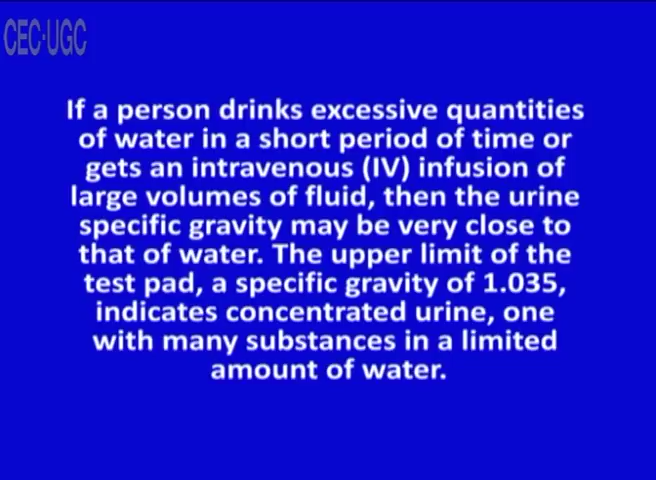 CEC-UGC
If a person drinks excessive quantities
of water in a short period of time or
gets an intravenous (IV) infusion of
large volumes of fluid, then the urine
specific gravity may be very close to
that of water. The upper limit of the
test pad, a specific gravity of 1.035,
indicates concentrated urine, one
with many substances in a limited
amount of water.